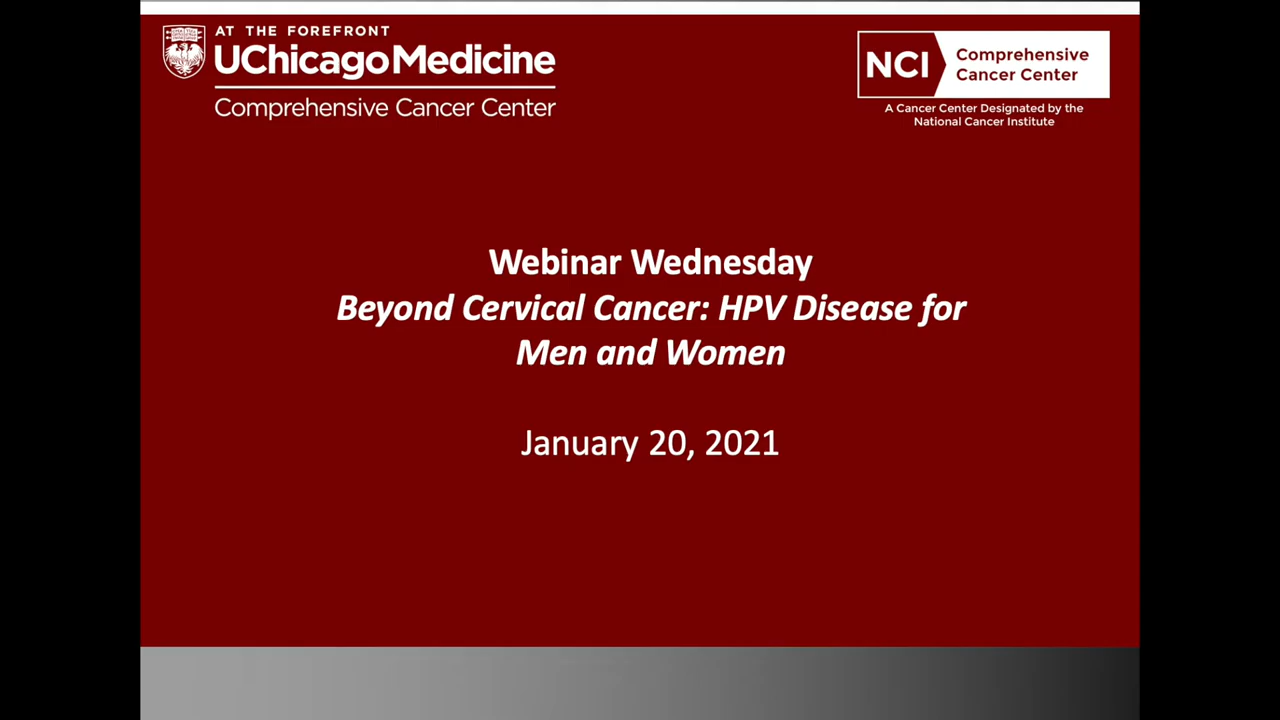 AT THE FOREFRONT
UChicagoMedicine
Comprehensive Cancer Center
NCI
Comprehensive
Cancer Center
A Cancer Center Designated by the
National Cancer Institute
Webinar Wednesday
Beyond Cervical Cancer: HPV Disease for
Men and Women
January 20, 2021